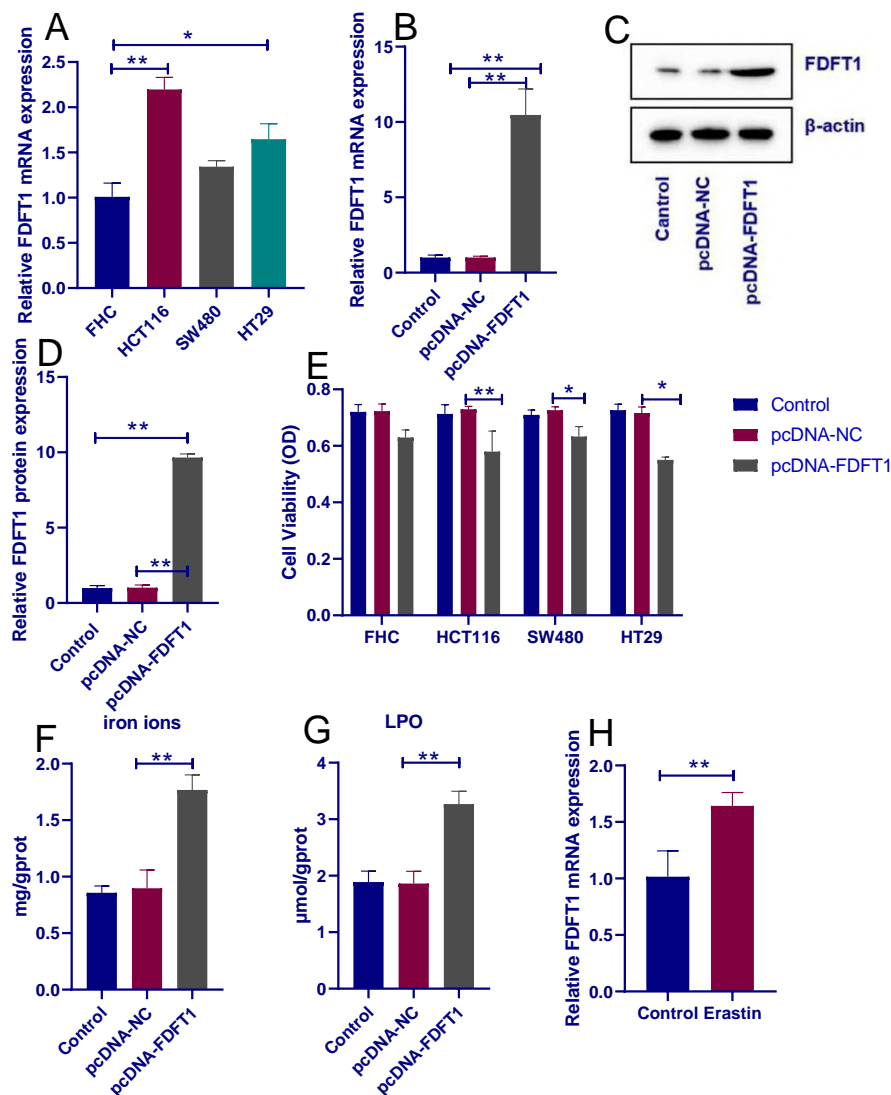 A
Relative FDFT1 mRNA expression
2.5
2.0
1.5
1.0
0.5
0.0
**
*
FHC
HCT116
SW480
HT29
B
Relative FDFT1 mRNA expression
15
10
5
0
**
**
Control
pcDNA-NC
pcDNA-FDFT1
C
FDFT1
β-actin
Cantrol
pcDNA-NC
pcDNA-FDFT1
D
Relative FDFT1 protein expression
15
10
5
0
**
**
Control
pcDNA-NC
pcDNA-FDFT1
E
Cell Viability (OD)
0.8
0.6
0.4
0.2
0.0
**
*
*
FHC
HCT116
SW480
HT29
Control
pcDNA-NC
pcDNA-FDFT1
F
iron ions
mg/gprot
2.0
1.5
1.0
0.5
0.0
**
Control
pcDNA-NC
pcDNA-FDFT1
G
LPO
μmol/gprot
4
3
2
1
0
**
Control
pcDNA-NC
pcDNA-FDFT1
H
Relative FDFT1 mRNA expression
2.0
1.5
1.0
0.5
0.0
**
Control Erastin